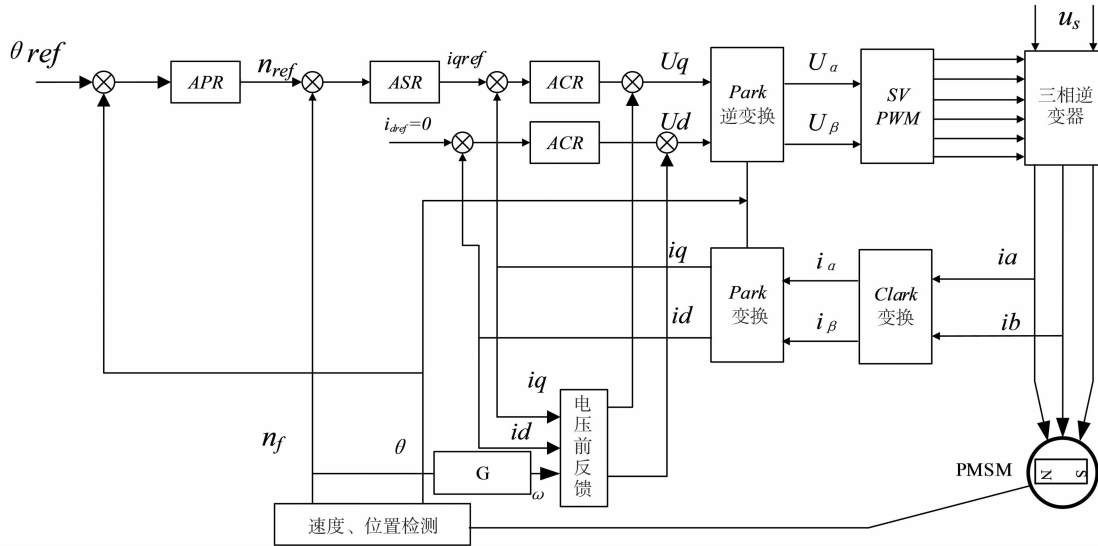 u_s
θ ref
APR
n_ref
ASR
iqref
ACR
Uq
Park
逆变换
U_α
U_β
SV
PWM
三相逆
变器
i_dref=0
ACR
Ud
iq
id
Park
变换
i_α
i_β
Clark
变换
ia
ib
iq
id
电
压
前
反
馈
n_f
θ
G
ω
PMSM
N
S
速度、位置检测